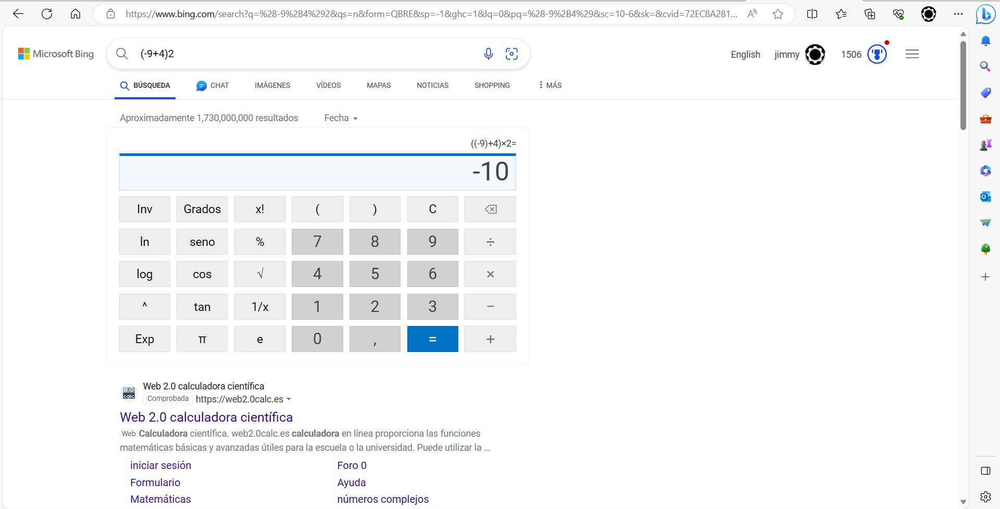 https://www.bing.com/search?q=%28-9%2B4%292&qs=n&form=QBRE&sp=-1&ghc=1&lq=0&pq=%28-9%2B4%29&sc=10-6&sk=&cvid=72EC8A281...
Microsoft Bing
(-9+4)2
English jimmy 1506
BÚSQUEDA CHAT IMÁGENES VÍDEOS MAPAS NOTICIAS SHOPPING MÁS
Aproximadamente 1,730,000,000 resultados Fecha
((-9)+4)×2=
-10
Inv Grados x! ( ) C
ln seno % 7 8 9 ÷
log cos √ 4 5 6 ×
^ tan 1/x 1 2 3 −
Exp π e 0 , = +
2.0
calc
Web 2.0 calculadora científica
Comprobada https://web2.0calc.es
Web 2.0 calculadora científica
Web Calculadora científica. web2.0calc.es calculadora en línea proporciona las funciones
matemáticas básicas y avanzadas útiles para la escuela o la universidad. Puede utilizar la ...
iniciar sesión Foro 0
Formulario Ayuda
Matemáticas números complejos